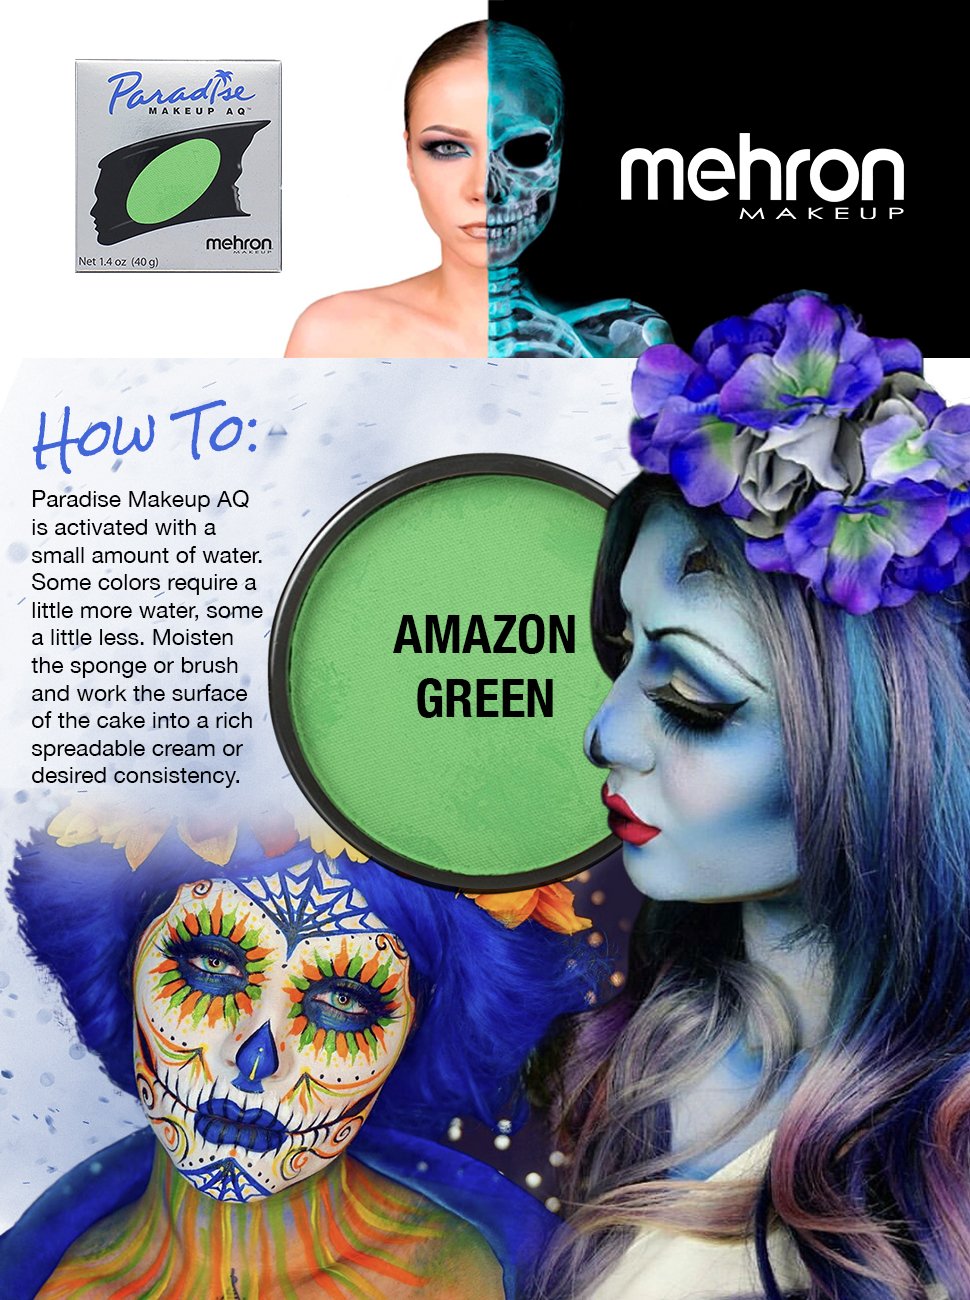 Paradise
MAKEUP AQ™
mehron
MAKEUP
Net 1.4 oz (40 g)
mehron
MAKEUP
How To:
Paradise Makeup AQ
is activated with a
small amount of water.
Some colors require a
little more water, some
a little less. Moisten
the sponge or brush
and work the surface
of the cake into a rich
spreadable cream or
desired consistency.
AMAZON
GREEN